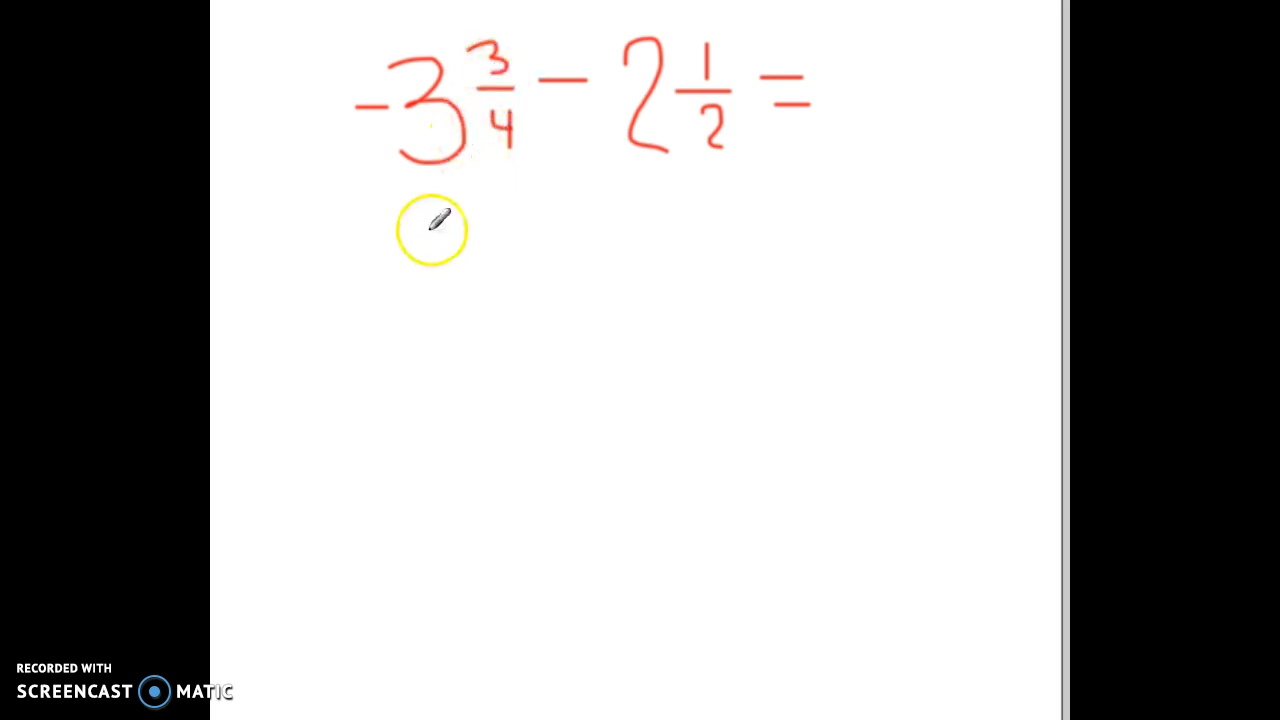 -3 3/4 - 2 1/2 =
RECORDED WITH
SCREENCAST MATIC